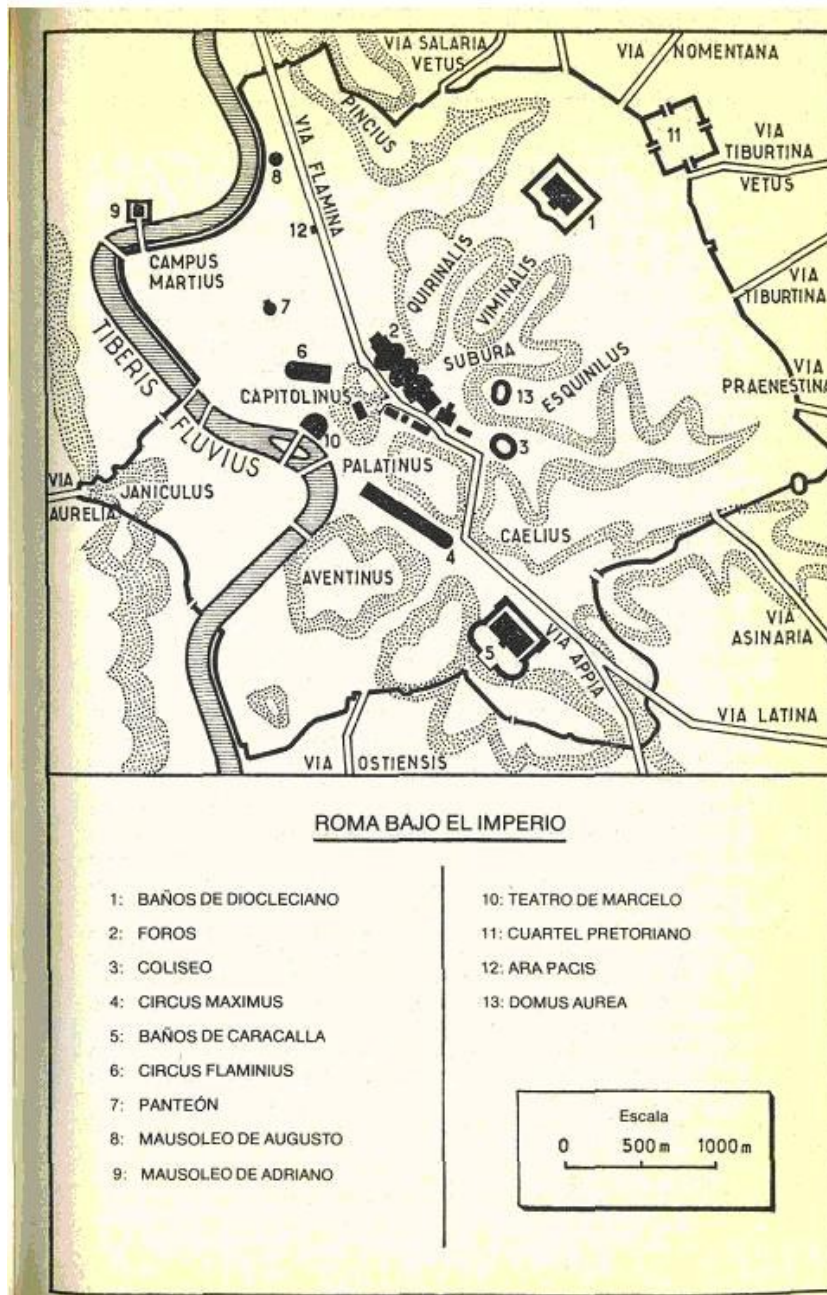 VIA SALARIA
VETUS
VIA NOMENTANA
PINCIUS
VIA FLAMINA
11
VIA
TIBURTINA
VETUS
8
1
9
12
CAMPUS
MARTIUS
QUIRINALIS
VIMINALIS
VIA
TIBURTINA
7
TIBERIS
FLUVIUS
2
SUBURA
6
ESQUINILUS
VIA
PRAENESTINA
CAPITOLINUS
13
10
3
PALATINUS
VIA
AURELIA
JANICULUS
CAELIUS
4
AVENTINUS
VIA
ASINARIA
5
VIA APPIA
VIA LATINA
VIA OSTIENSIS
ROMA BAJO EL IMPERIO
1: BAÑOS DE DIOCLECIANO
2: FOROS
3: COLISEO
4: CIRCUS MAXIMUS
5: BAÑOS DE CARACALLA
6: CIRCUS FLAMINIUS
7: PANTEÓN
8: MAUSOLEO DE AUGUSTO
9: MAUSOLEO DE ADRIANO
10: TEATRO DE MARCELO
11: CUARTEL PRETORIANO
12: ARA PACIS
13: DOMUS AUREA
Escala
0 500 m 1000 m